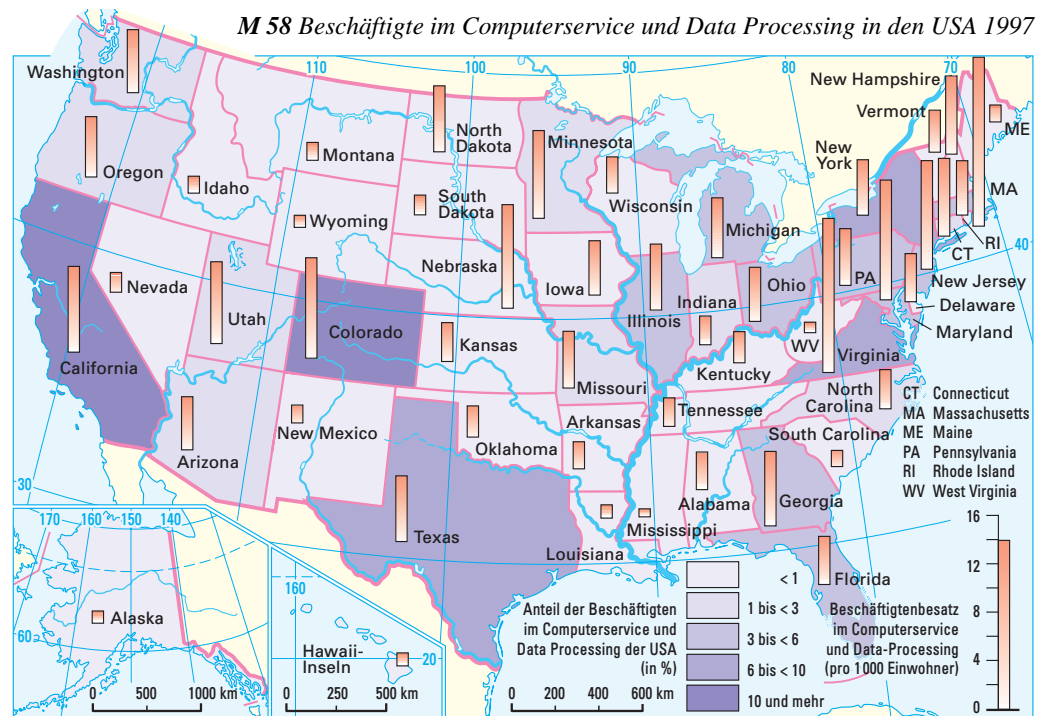 M 58 Beschäftigte im Computerservice und Data Processing in den USA 1997
110
100
90
80
70
Washington
Oregon
Montana
Idaho
Wyoming
North
Dakota
South
Dakota
Minnesota
Wisconsin
Michigan
New Hampshire
Vermont
New
York
ME
MA
RI
CT
40
New Jersey
Delaware
Maryland
PA
Nevada
Utah
Colorado
Nebraska
Iowa
Illinois
Indiana
Ohio
WV
Virginia
California
Kansas
Missouri
Kentucky
North
Carolina
Tennessee
Arkansas
South Carolina
Arizona
New Mexico
Oklahoma
Texas
Louisiana
Mississippi
Alabama
Georgia
Florida
CT Connecticut
MA Massachusetts
ME Maine
PA Pennsylvania
RI Rhode Island
WV West Virginia
30
170
160
150
140
Alaska
60
0 500 1000 km
160
Hawaii-
Inseln
20
0 250 500 km
0 200 400 600 km
Anteil der Beschäftigten
im Computerservice und
Data Processing der USA
(in %)
< 1
1 bis < 3
3 bis < 6
6 bis < 10
10 und mehr
Beschäftigtenbesatz
im Computerservice
und Data-Processing
(pro 1 000 Einwohner)
16
12
8
4
0